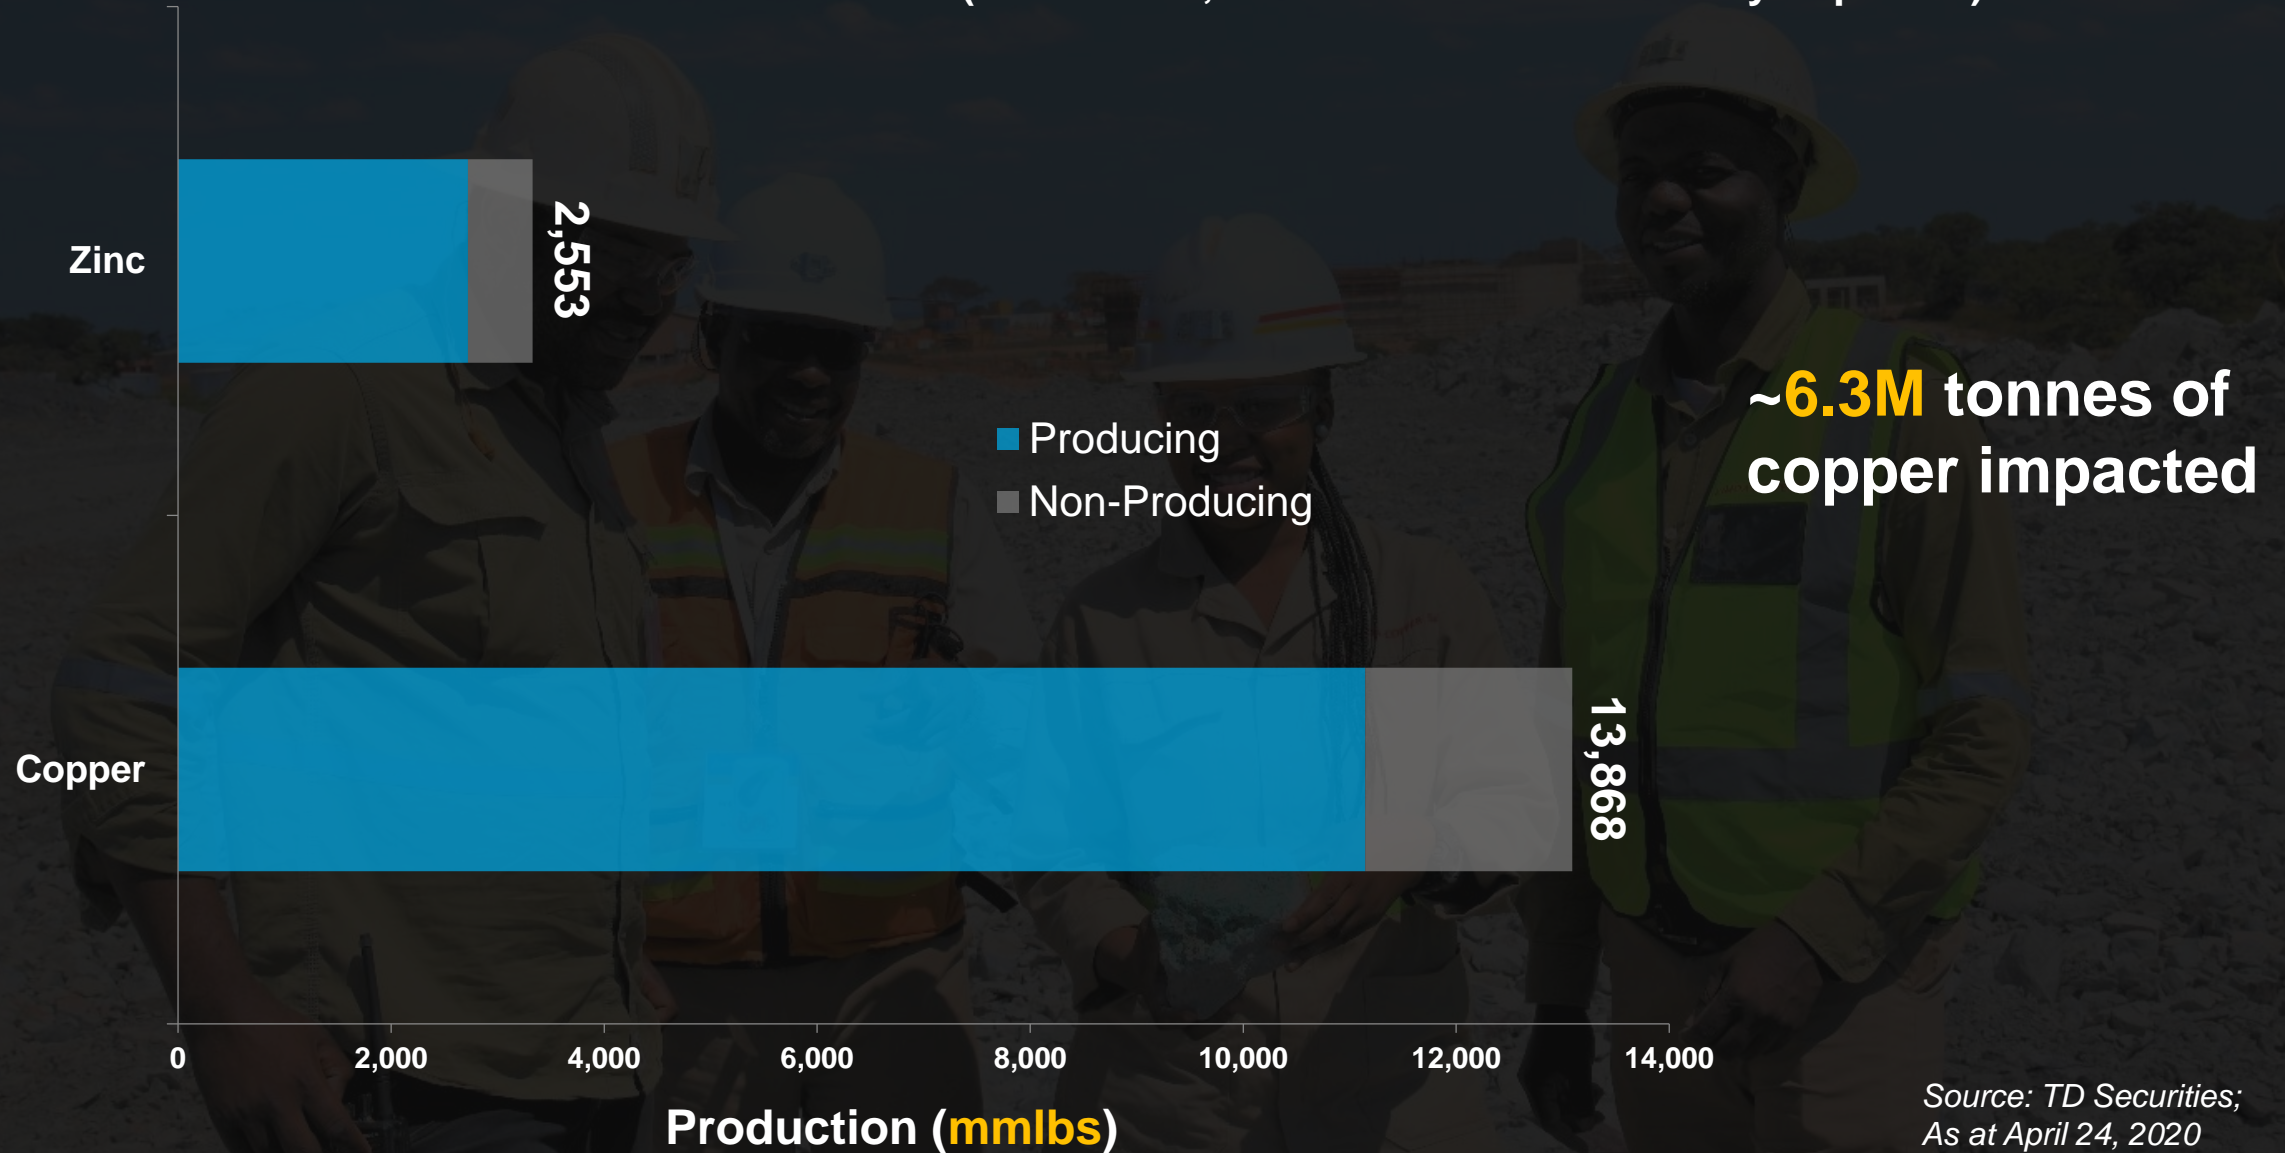 Zinc
2,553
Producing
Non-Producing
~6.3M tonnes of
copper impacted
Copper
13,868
0 2,000 4,000 6,000 8,000 10,000 12,000 14,000
Production (mmlbs)
Source: TD Securities;
As at April 24, 2020